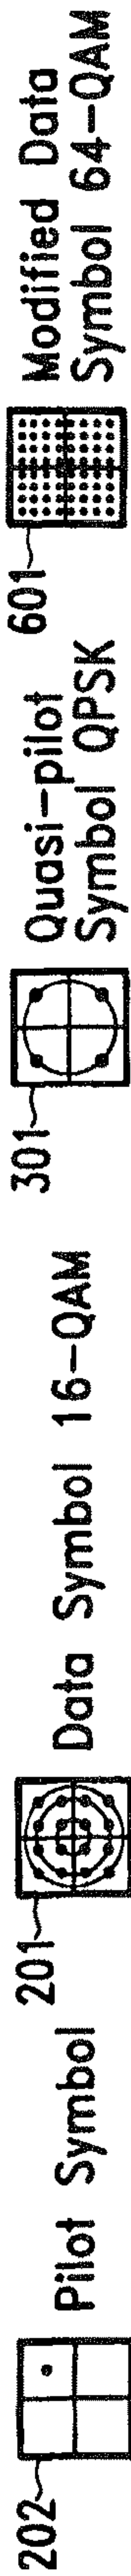 202
Pilot Symbol
201
Data Symbol 16-QAM
301
Quasi-pilot
Symbol QPSK
601
Modified Data
Symbol 64-QAM